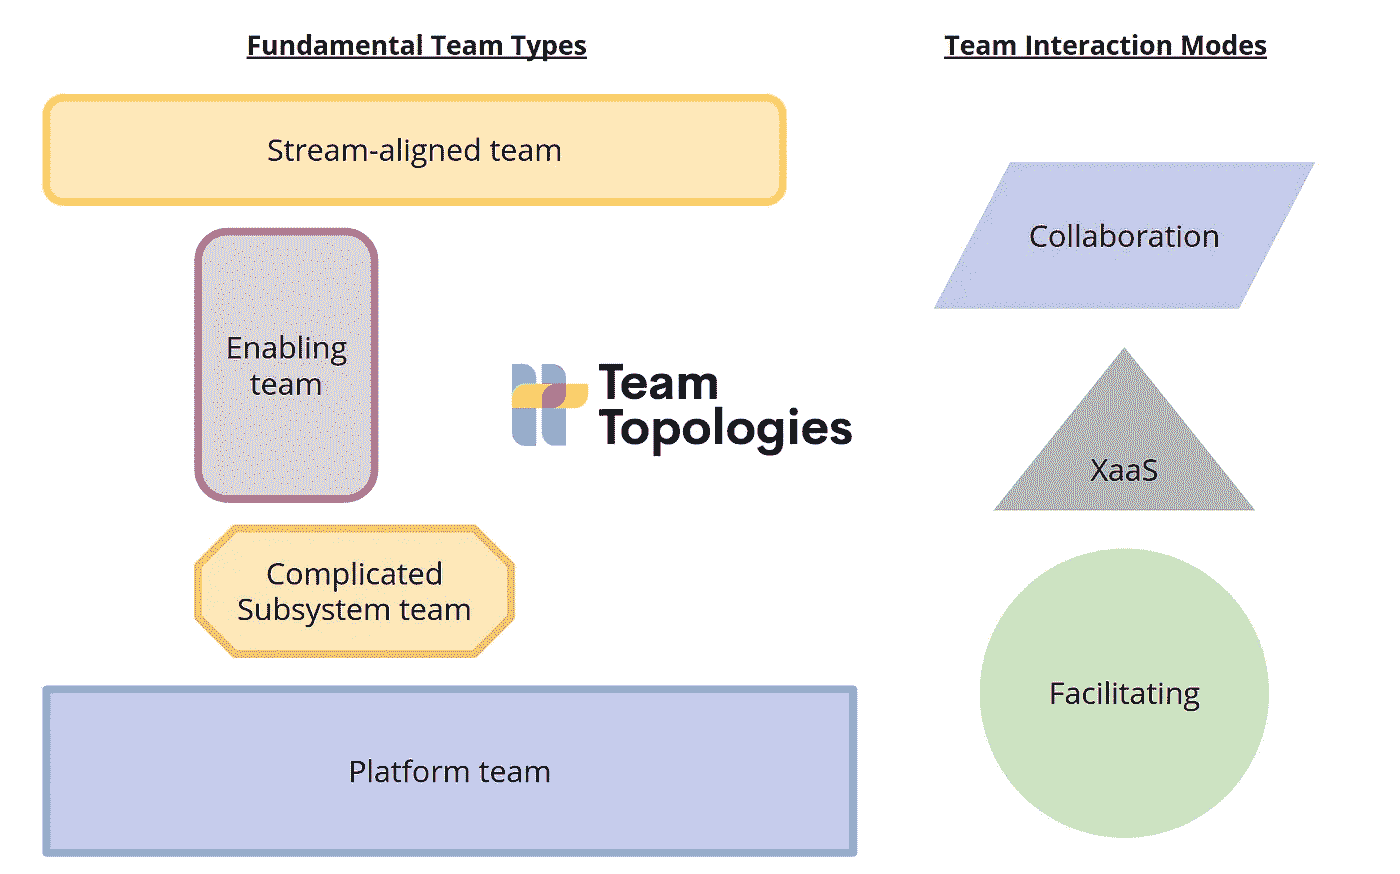 Fundamental Team Types
Stream-aligned team
Enabling
team
Complicated
Subsystem team
Platform team
Team
Topologies
Team Interaction Modes
Collaboration
XaaS
Facilitating